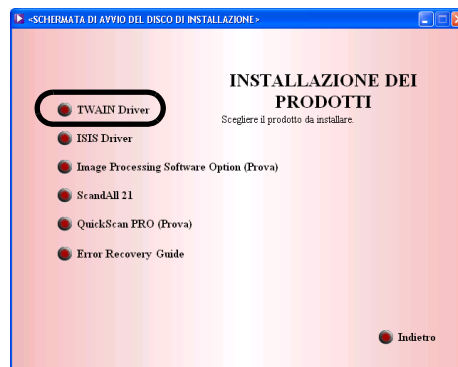 <SCHERMATA DI AVVIO DEL DISCO DI INSTALLAZIONE>
INSTALLAZIONE DEI
PRODOTTI
Scegliere il prodotto da installare.
TWAIN Driver
ISIS Driver
Image Processing Software Option (Prova)
ScandAll 21
QuickScan PRO (Prova)
Error Recovery Guide
Indietro